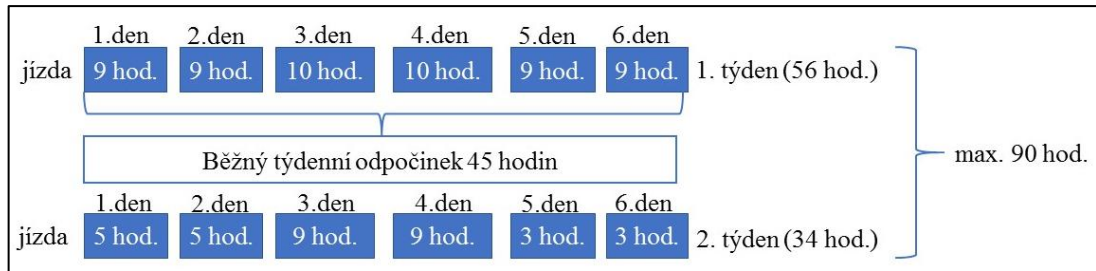 1.den 2.den 3.den 4.den 5.den 6.den
jízda 9 hod. 9 hod. 10 hod. 10 hod. 9 hod. 9 hod. 1. týden (56 hod.)
Běžný týdenní odpočinek 45 hodin
max. 90 hod.
1.den 2.den 3.den 4.den 5.den 6.den
jízda 5 hod. 5 hod. 9 hod. 9 hod. 3 hod. 3 hod. 2. týden (34 hod.)